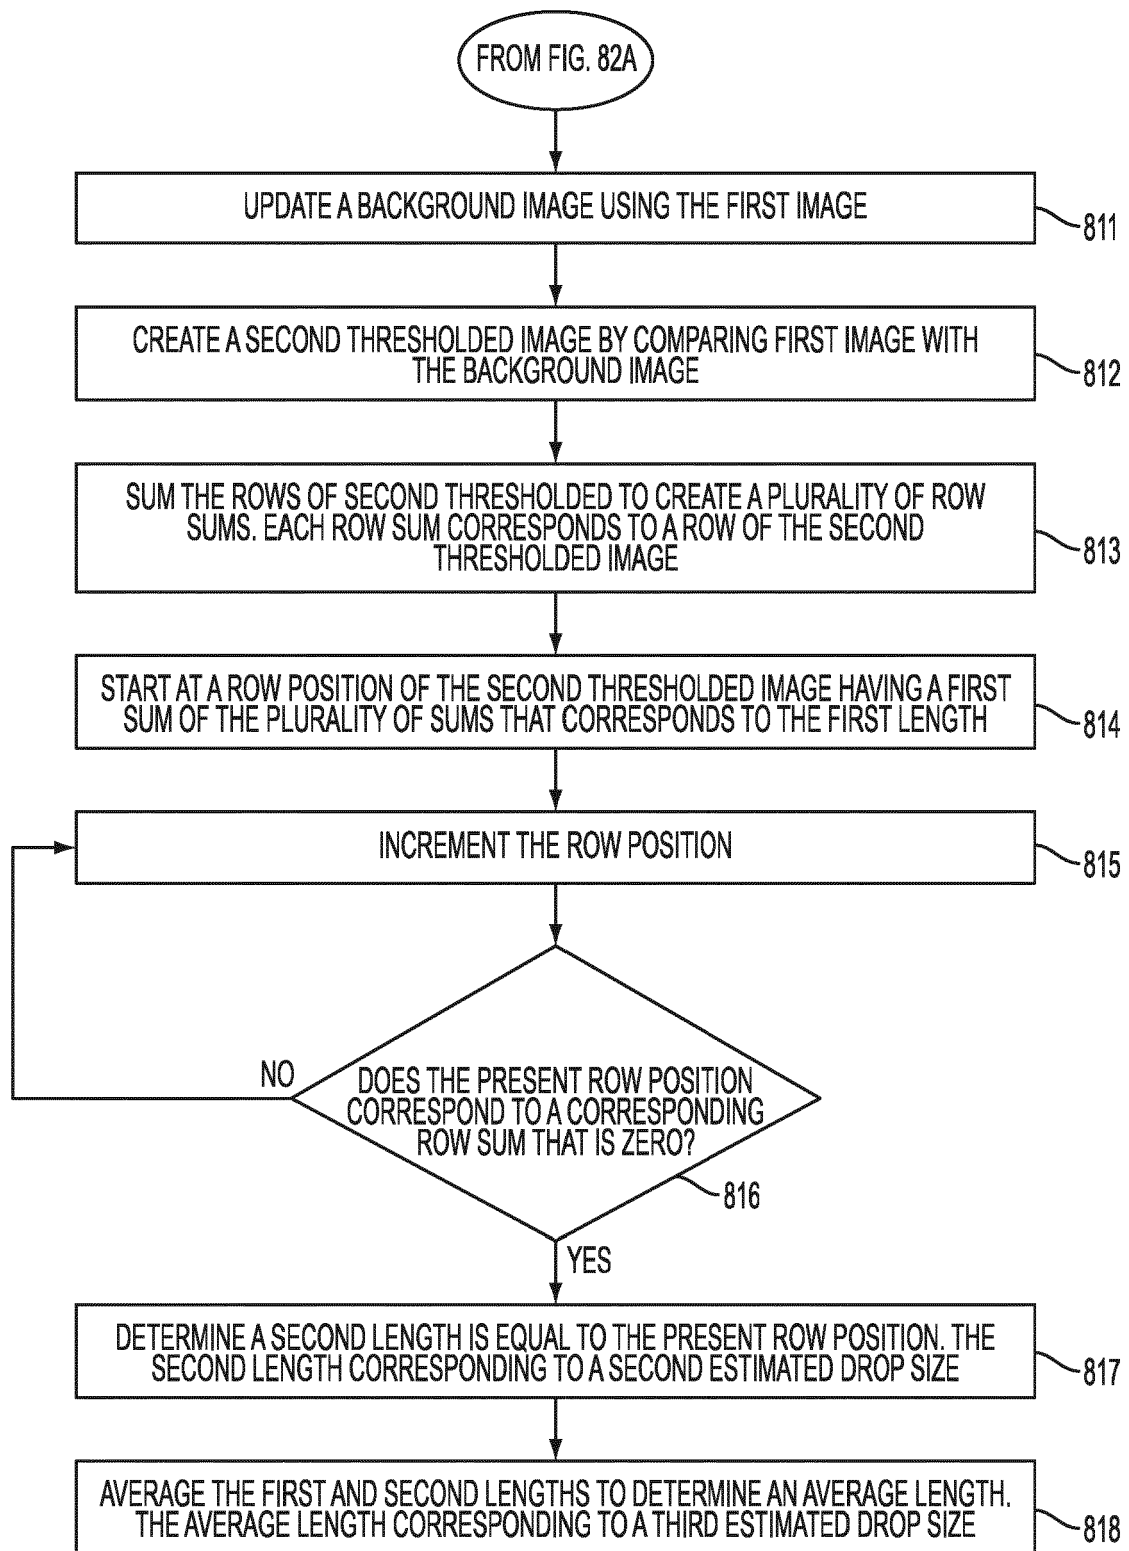 FROM FIG. 82A
UPDATE A BACKGROUND IMAGE USING THE FIRST IMAGE
811
CREATE A SECOND THRESHOLDED IMAGE BY COMPARING FIRST IMAGE WITH
THE BACKGROUND IMAGE
812
SUM THE ROWS OF SECOND THRESHOLDED TO CREATE A PLURALITY OF ROW
SUMS. EACH ROW SUM CORRESPONDS TO A ROW OF THE SECOND
THRESHOLDED IMAGE
813
START AT A ROW POSITION OF THE SECOND THRESHOLDED IMAGE HAVING A FIRST
SUM OF THE PLURALITY OF SUMS THAT CORRESPONDS TO THE FIRST LENGTH
814
INCREMENT THE ROW POSITION
815
NO
DOES THE PRESENT ROW POSITION
CORRESPOND TO A CORRESPONDING
ROW SUM THAT IS ZERO?
816
YES
DETERMINE A SECOND LENGTH IS EQUAL TO THE PRESENT ROW POSITION. THE
SECOND LENGTH CORRESPONDING TO A SECOND ESTIMATED DROP SIZE
817
AVERAGE THE FIRST AND SECOND LENGTHS TO DETERMINE AN AVERAGE LENGTH.
THE AVERAGE LENGTH CORRESPONDING TO A THIRD ESTIMATED DROP SIZE
818